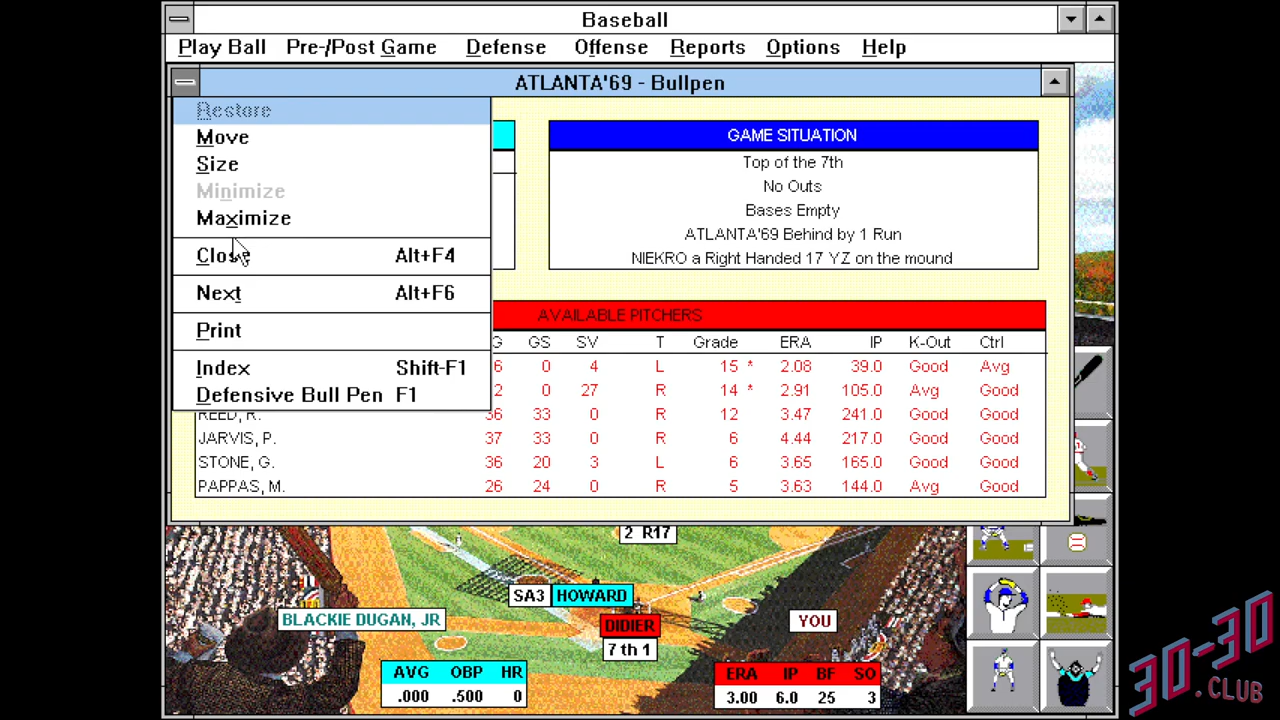 Baseball
Play Ball Pre-/Post Game Defense Offense Reports Options Help
ATLANTA'69 - Bullpen
Restore
Move
Size
Minimize
Maximize
Close Alt+F4
Next Alt+F6
Print
Index Shift-F1
Defensive Bull Pen F1
GAME SITUATION
Top of the 7th
No Outs
Bases Empty
ATLANTA'69 Behind by 1 Run
NIEKRO a Right Handed 17 YZ on the mound
AVAILABLE PITCHERS
G GS SV T Grade ERA IP K-Out Ctrl
6 0 4 L 15 * 2.08 39.0 Good Avg
2 0 27 R 14 * 2.91 105.0 Avg Good
REED, R. 36 33 0 R 12 3.47 241.0 Good Good
JARVIS, P. 37 33 0 R 6 4.44 217.0 Good Good
STONE, G. 36 20 3 L 6 3.65 165.0 Good Good
PAPPAS, M. 26 24 0 R 5 3.63 144.0 Avg Good
2 R17
SA3 HOWARD
BLACKIE DUGAN, JR DIDIER YOU
7 th 1
AVG OBP HR
.000 .500 0
ERA IP BF SO
3.00 6.0 25 3
30-30
.CLUB